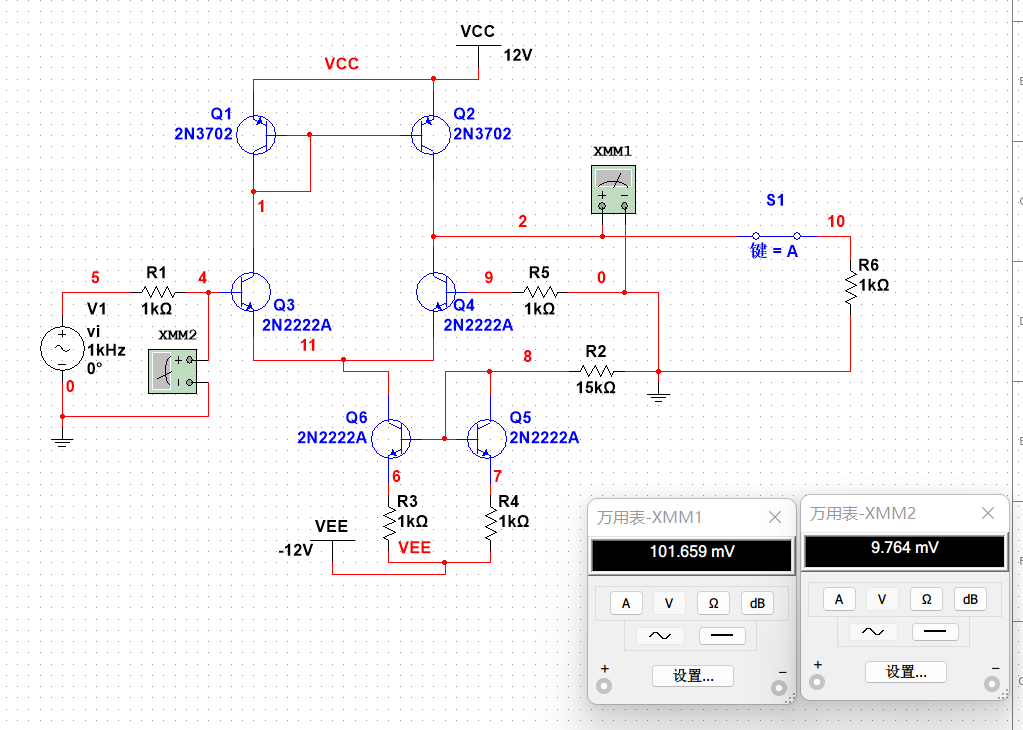 VCC
12V
VCC
Q1
2N3702
Q2
2N3702
XMM1
+ −
1
2
S1
键 = A
10
R6
1kΩ
5
R1
1kΩ
4
Q3
2N2222A
Q4
2N2222A
9
R5
1kΩ
0
V1
vi
1kHz
0°
+
−
0
XMM2
+
−
11
8
R2
15kΩ
Q6
2N2222A
Q5
2N2222A
6
7
R3
1kΩ
R4
1kΩ
VEE
-12V
VEE
万用表-XMM1
101.659 mV
A V Ω dB
设置...
+ −
万用表-XMM2
9.764 mV
A V Ω dB
设置...
+ −